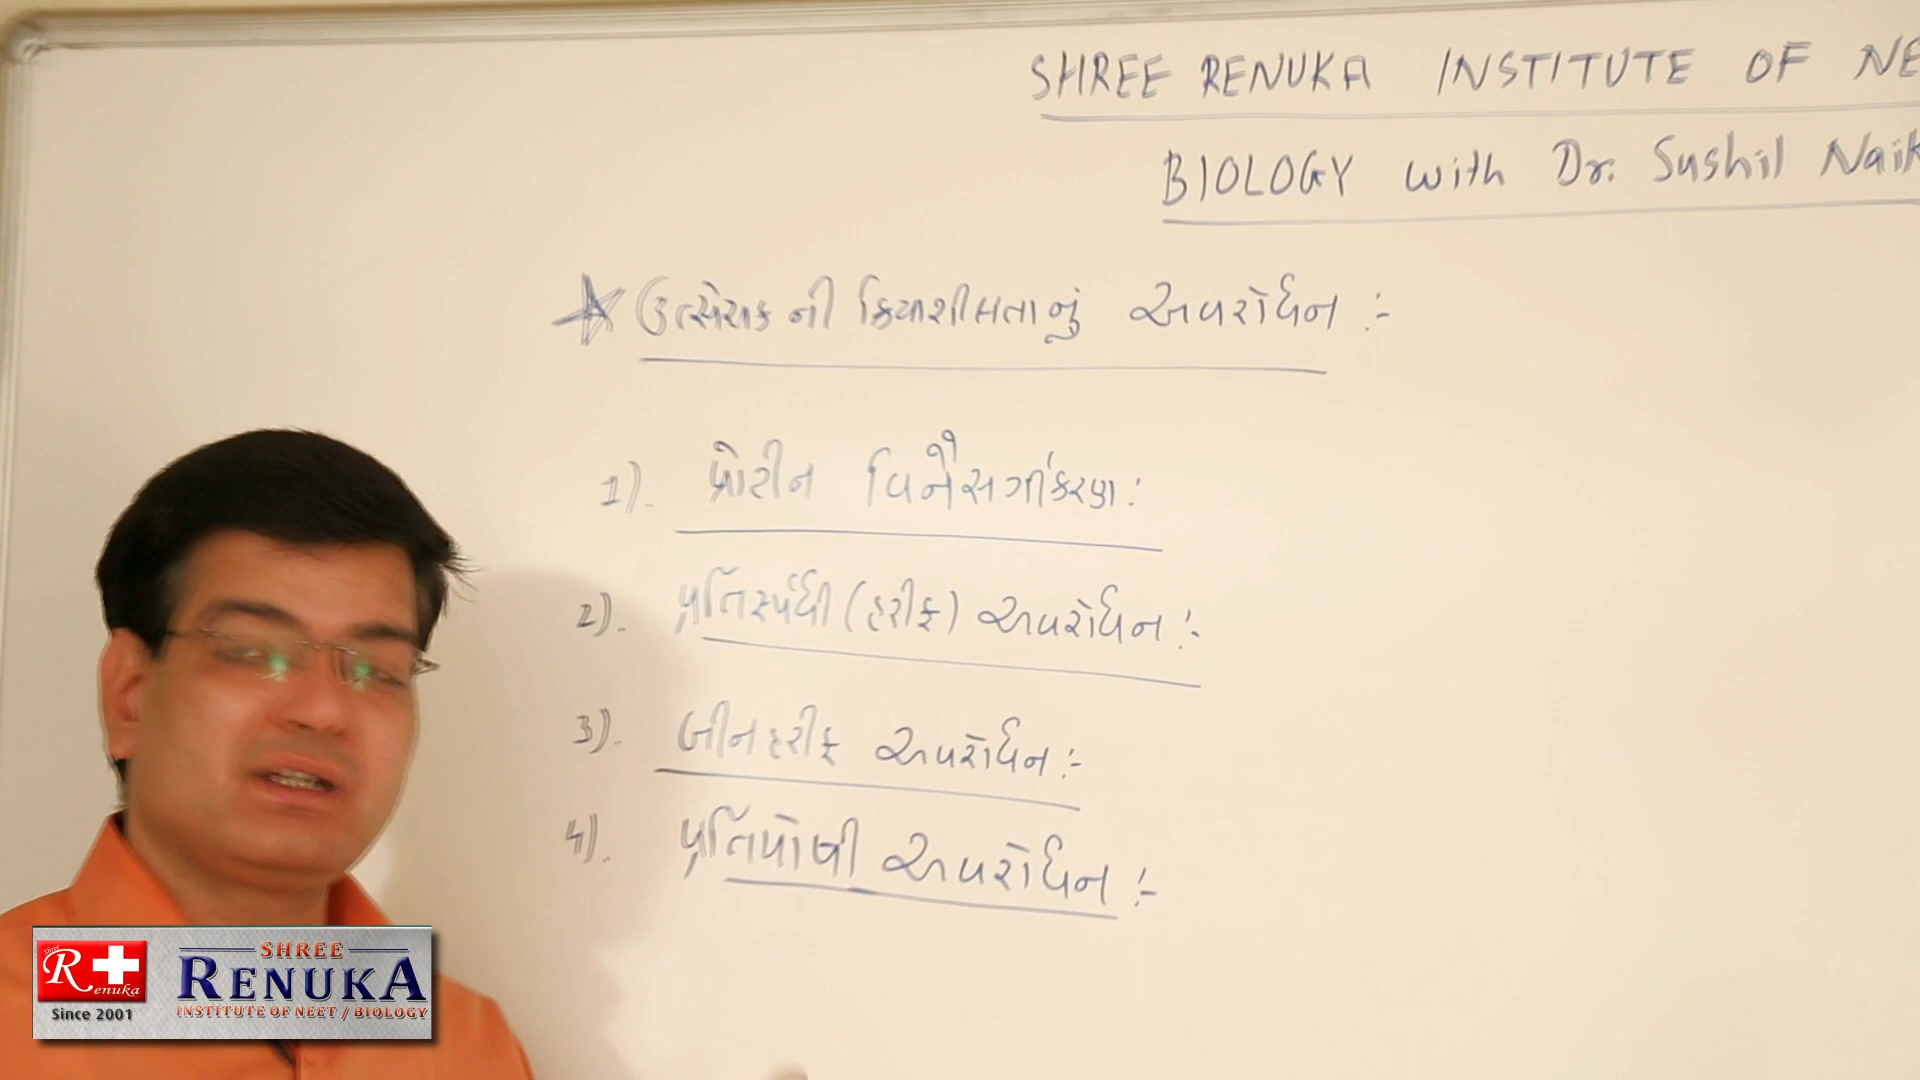 SHREE RENUKA INSTITUTE OF NE
BIOLOGY with Dr. Sushil Naik
ઉત્સેચકની ક્રિયાશીલતાનું અવરોધન :-
1). પ્રોટીન વિનૈસર્ગીકરણ :
2). પ્રતિસ્પર્ધી (હરીફ) અવરોધન :-
3). બીનહરીફ અવરોધન :-
4). પ્રતિપોષી અવરોધન :-
Shree Renuka
Since 2001
SHREE
RENUKA
INSTITUTE OF NEET / BIOLOGY